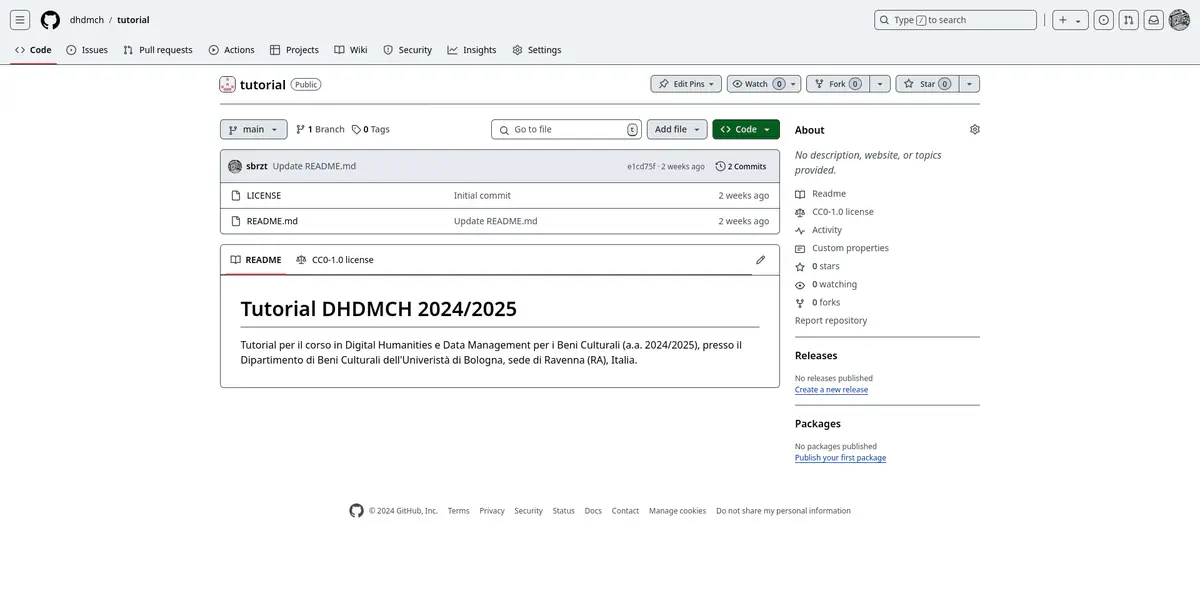 dhdmch / tutorial
Type / to search
Code Issues Pull requests Actions Projects Wiki Security Insights Settings
tutorial Public
Edit Pins Watch 0 Fork 0 Star 0
main 1 Branch 0 Tags
Go to file t Add file Code
sbrzt Update README.md e1cd75f · 2 weeks ago 2 Commits
LICENSE Initial commit 2 weeks ago
README.md Update README.md 2 weeks ago
README CC0-1.0 license
Tutorial DHDMCH 2024/2025
Tutorial per il corso in Digital Humanities e Data Management per i Beni Culturali (a.a. 2024/2025), presso il
Dipartimento di Beni Culturali dell'Univeristà di Bologna, sede di Ravenna (RA), Italia.
About
No description, website, or topics
provided.
Readme
CC0-1.0 license
Activity
Custom properties
0 stars
0 watching
0 forks
Report repository
Releases
No releases published
Create a new release
Packages
No packages published
Publish your first package
© 2024 GitHub, Inc. Terms Privacy Security Status Docs Contact Manage cookies Do not share my personal information